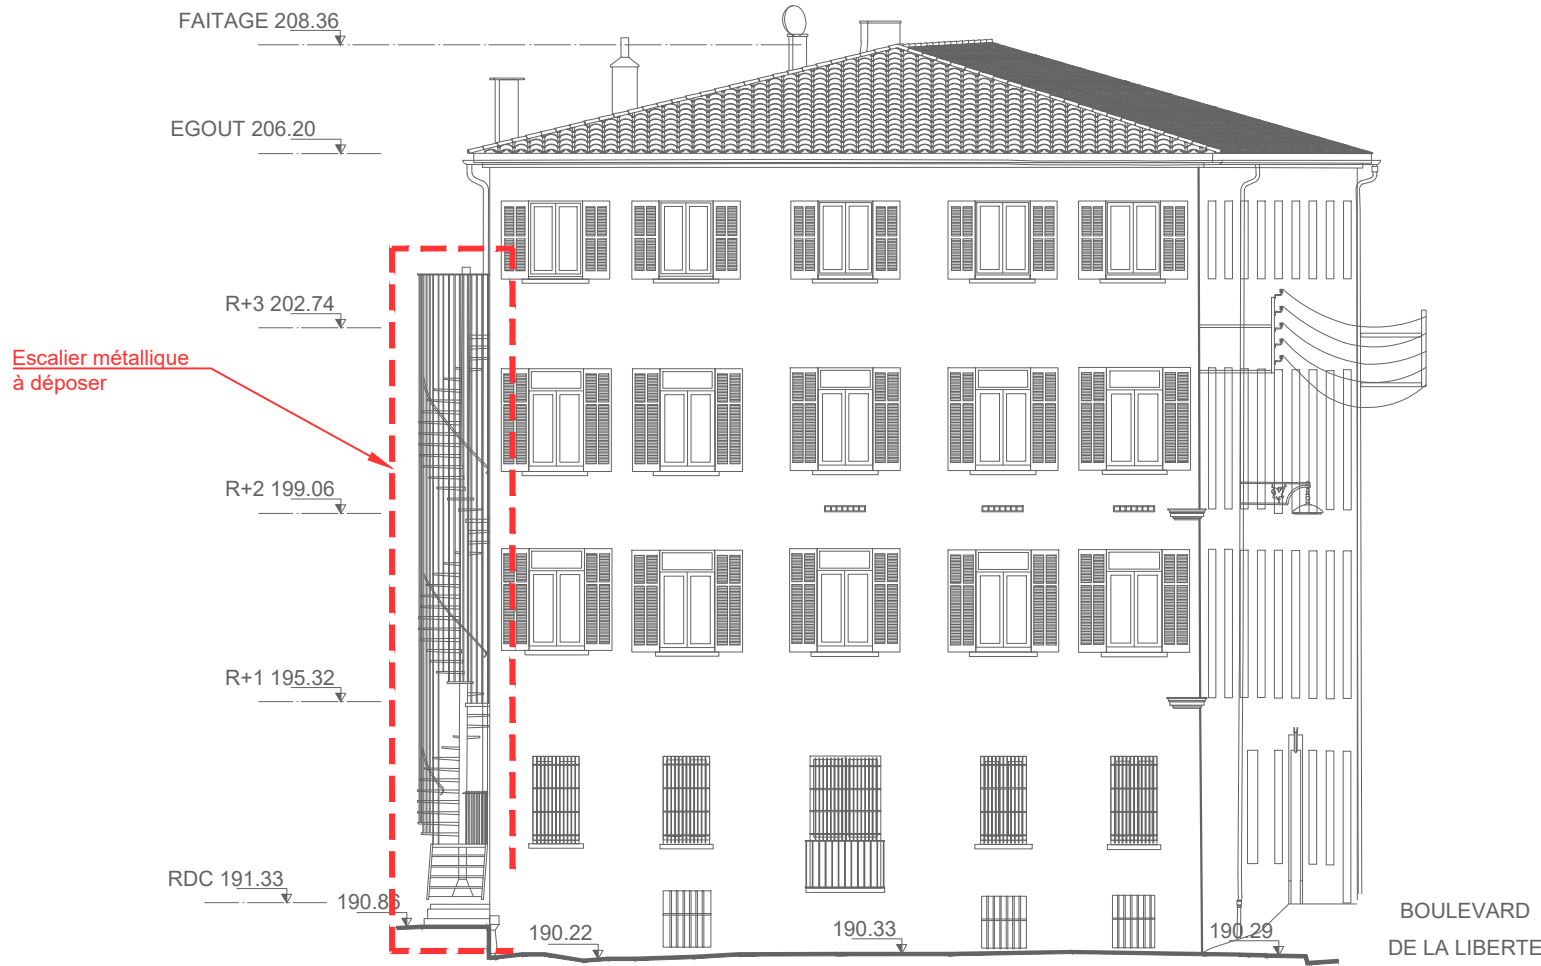 FAITAGE 208.36
EGOUT 206.20
R+3 202.74
Escalier métallique
à déposer
R+2 199.06
R+1 195.32
RDC 191.33
190.86
190.22
190.33
190.29
BOULEVARD
DE LA LIBERTE